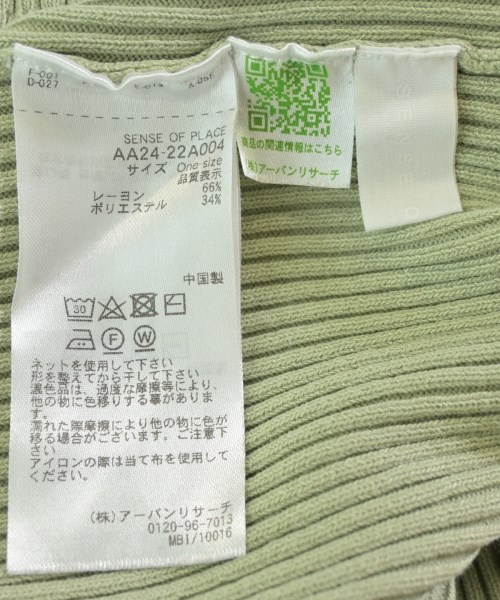 F-001
D-027
SENSE OF PLACE
AA24-22A004
サイズ One size
品質表示
レーヨン 66%
ポリエステル 34%
中国製
30
F W
ネットを使用して下さい
形を整えてから干して下さい
濃色品は、過度な摩擦等により、
他の物に色移りする事がありま
す。
濡れた際摩擦により他の物に色が
移る場合がございます。ご注意下
さい
アイロンの際は当て布を使用して
ください。
(株)アーバンリサーチ
0120-96-7013
MBI/10016
商品の関連情報はこちら
(株)アーバンリサーチ